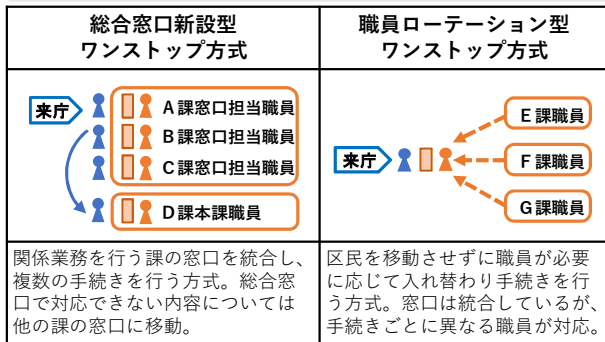 総合窓口新設型
ワンストップ方式
来庁
A課窓口担当職員
B課窓口担当職員
C課窓口担当職員
D課本課職員
関係業務を行う課の窓口を統合し、
複数の手続きを行う方式。総合窓
口で対応できない内容については
他の課の窓口に移動。
職員ローテーション型
ワンストップ方式
来庁
E課職員
F課職員
G課職員
区民を移動させずに職員が必要
に応じて入れ替わり手続きを行
う方式。窓口は統合しているが、
手続きごとに異なる職員が対応。